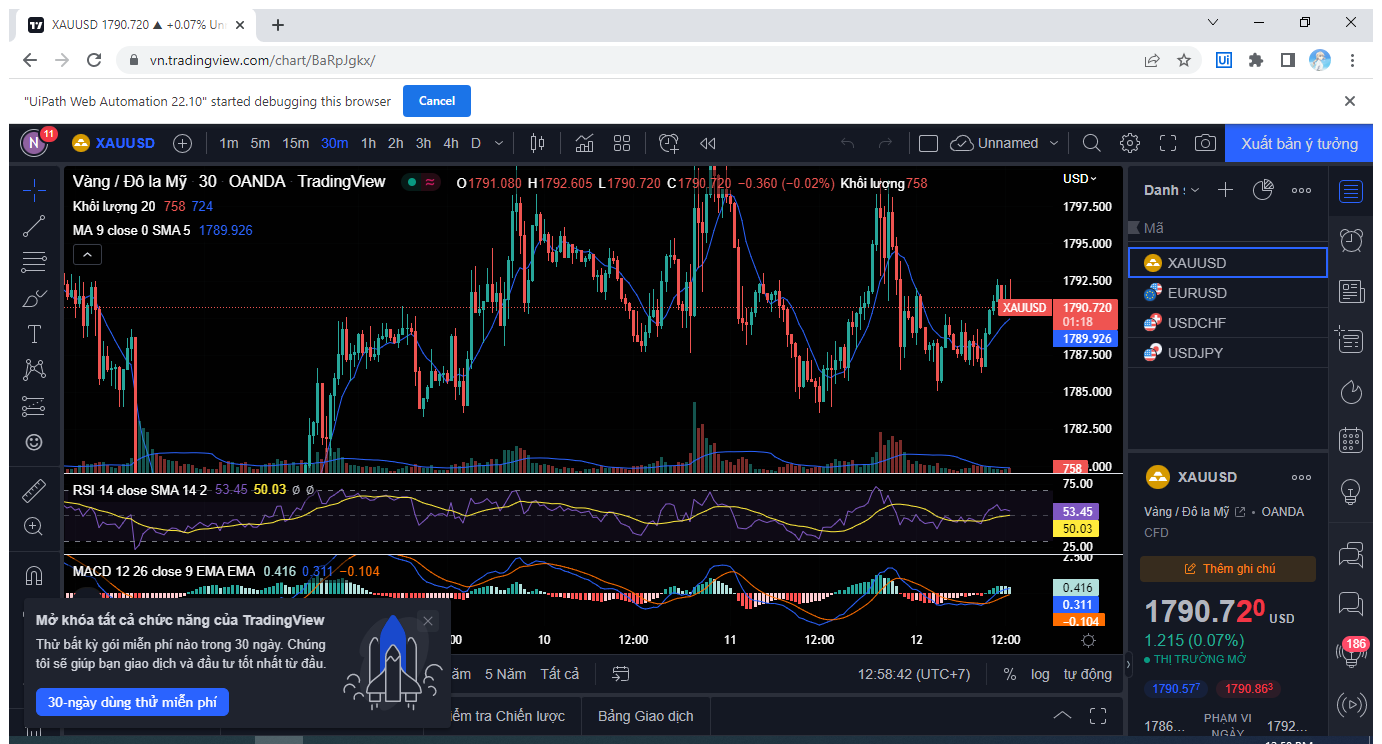 XAUUSD 1790.720 ▲ +0.07% Un
vn.tradingview.com/chart/BaRpJgkx/
"UiPath Web Automation 22.10" started debugging this browser
Cancel
N 11 XAUUSD 1m 5m 15m 30m 1h 2h 3h 4h D Unnamed Xuất bản ý tưởng
Vàng / Đô la Mỹ 30 OANDA TradingView O1791.080 H1792.605 L1790.720 C1790.720 −0.360 (−0.02%) Khối lượng758
Khối lượng 20 758 724
MA 9 close 0 SMA 5 1789.926
USD
1797.500
1795.000
1792.500
XAUUSD 1790.720
01:18
1789.926
1787.500
1785.000
1782.500
758 .000
RSI 14 close SMA 14 2 53.45 50.03 ø ø
75.00
53.45
50.03
25.00
2.500
MACD 12 26 close 9 EMA EMA 0.416 0.311 −0.104
0.416
0.311
−0.104
:00 10 12:00 11 12:00 12 12:00
Mở khóa tất cả chức năng của TradingView
Thử bất kỳ gói miễn phí nào trong 30 ngày. Chúng
tôi sẽ giúp bạn giao dịch và đầu tư tốt nhất từ đầu.
30-ngày dùng thử miễn phí
ăm 5 Năm Tất cả 12:58:42 (UTC+7) % log tự động
iểm tra Chiến lược Bảng Giao dịch
Danh s
Mã
XAUUSD
EURUSD
USDCHF
USDJPY
XAUUSD
Vàng / Đô la Mỹ • OANDA
CFD
Thêm ghi chú
1790.720 USD
1.215 (0.07%)
THỊ TRƯỜNG MỞ
1790.577 1790.863
1786... PHẠM VI NGÀY 1792...
186
Ui